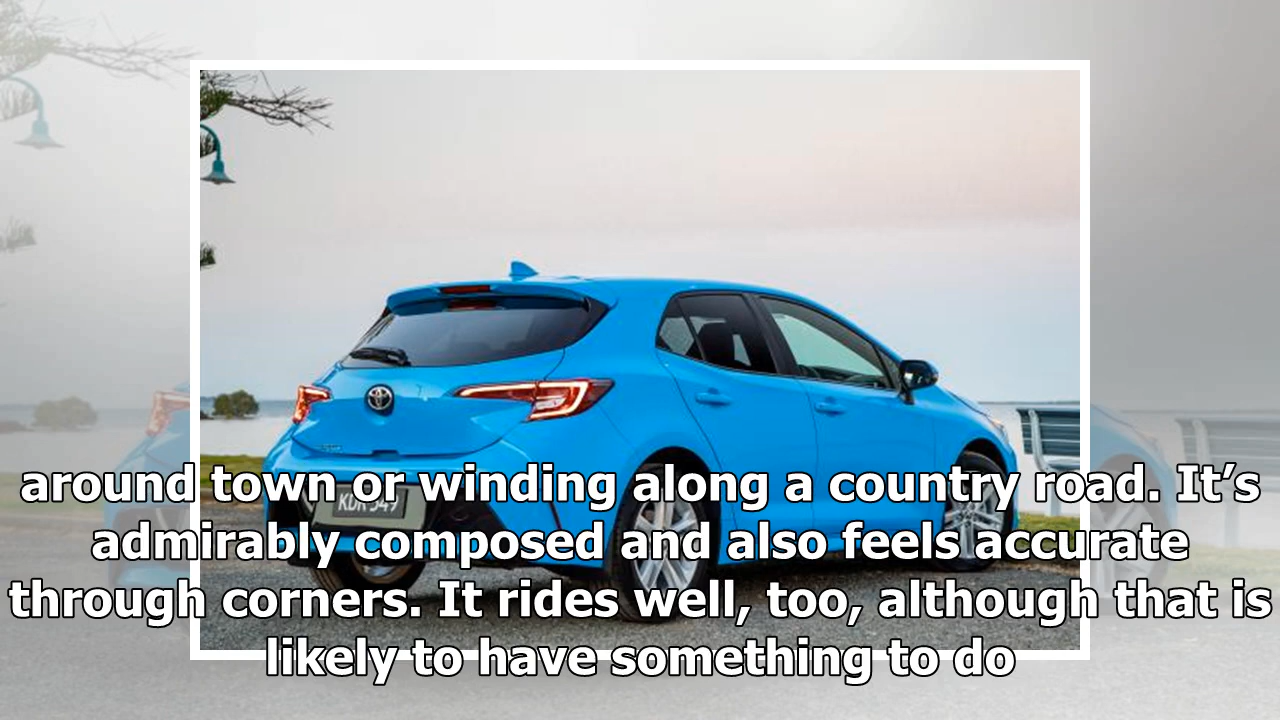 around town or winding along a country road. It’s
admirably composed and also feels accurate
through corners. It rides well, too, although that is
likely to have something to do